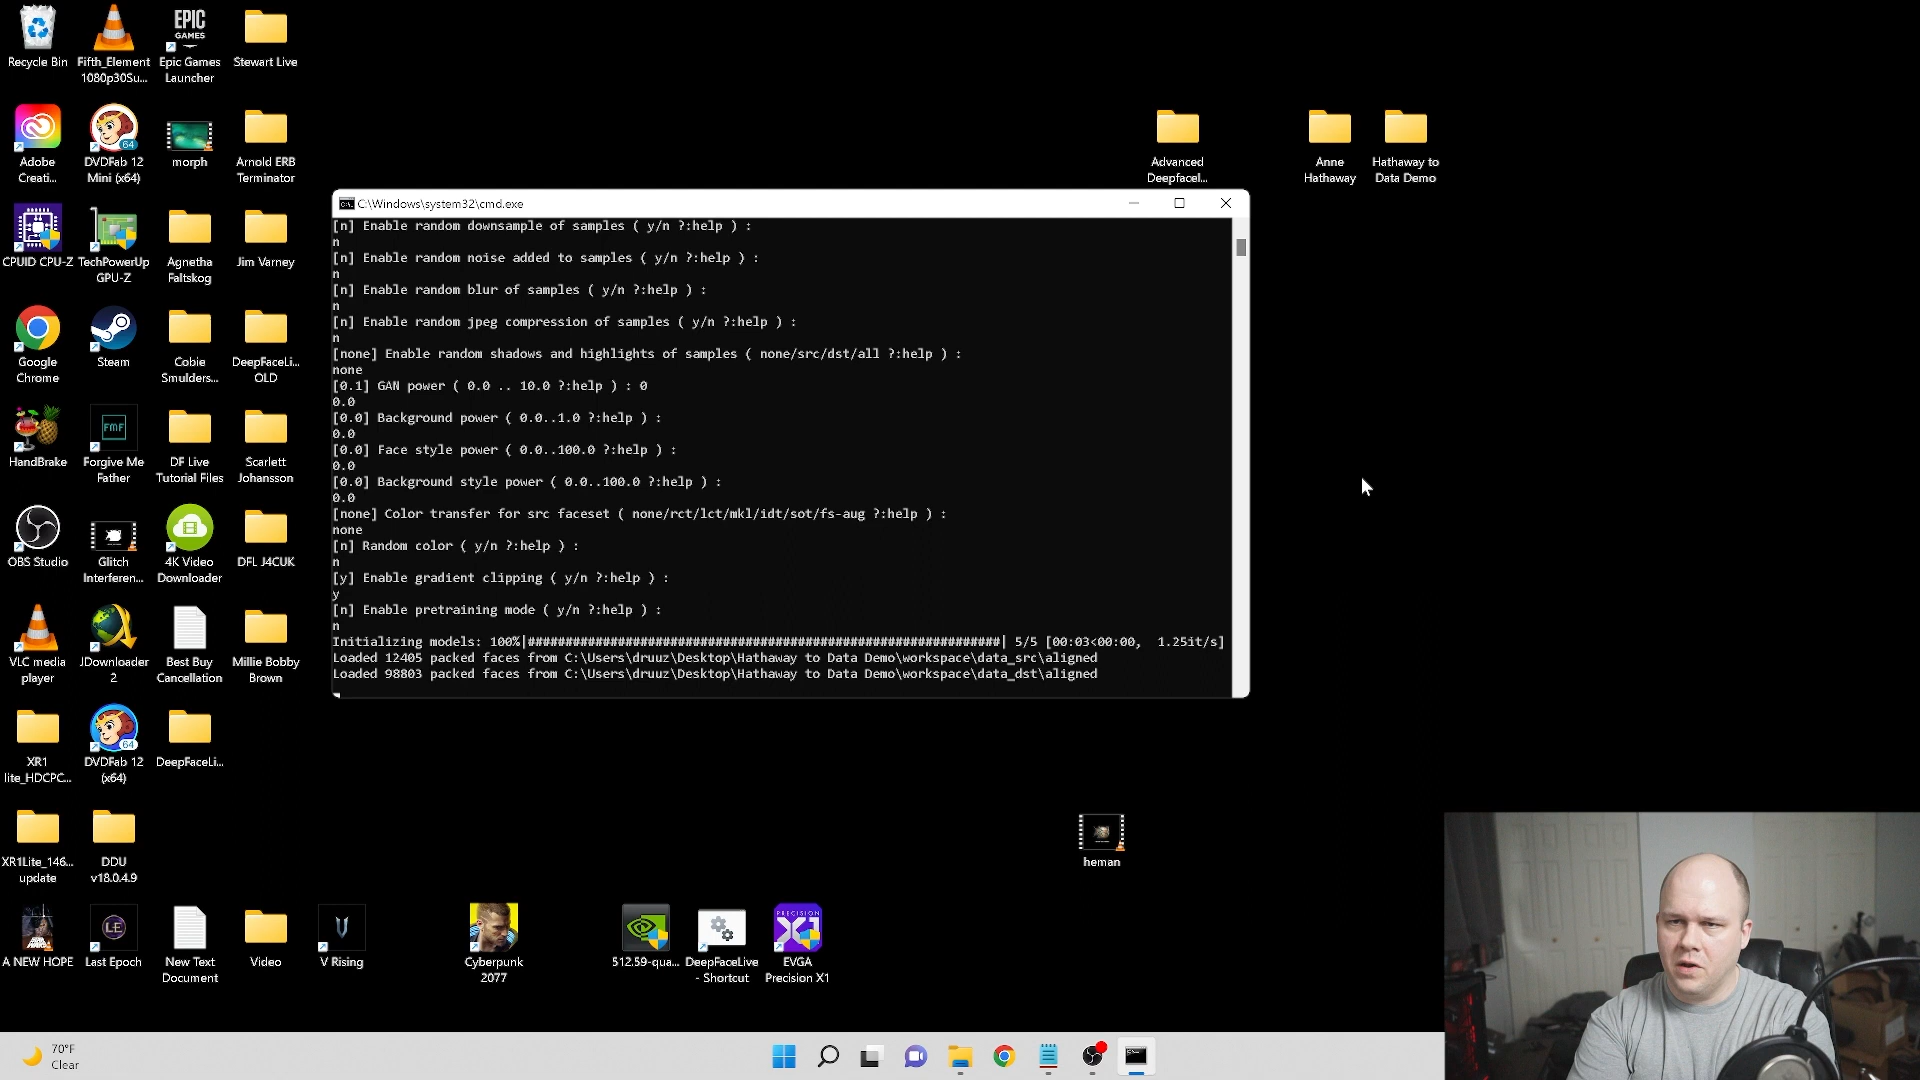 Recycle Bin
Fifth_Element
1080p30Su...
EPIC
GAMES
Epic Games
Launcher
Stewart Live
Adobe
Creati...
64
DVDFab 12
Mini (x64)
morph
Arnold ERB
Terminator
Advanced
Deepfacel...
Anne
Hathaway
Hathaway to
Data Demo
CPUID CPU-Z
TechPowerUp
GPU-Z
Agnetha
Faltskog
Jim Varney
Google
Chrome
Steam
Cobie
Smulders...
DeepFaceLi...
OLD
HandBrake
FMF
Forgive Me
Father
DF Live
Tutorial Files
Scarlett
Johansson
OBS Studio
Glitch
Interferen...
4K Video
Downloader
DFL J4CUK
VLC media
player
JDownloader
2
Best Buy
Cancellation
Millie Bobby
Brown
XR1
lite_HDCPC...
64
DVDFab 12
(x64)
DeepFaceLi...
XR1Lite_146...
update
DDU
v18.0.4.9
heman
A NEW HOPE
LE
Last Epoch
New Text
Document
Video
V Rising
Cyberpunk
2077
512.59-qua...
DeepFaceLive
- Shortcut
PRECISION
X1
EVGA
Precision X1
C:\Windows\system32\cmd.exe
[n] Enable random downsample of samples ( y/n ?:help ) :
n
[n] Enable random noise added to samples ( y/n ?:help ) :
n
[n] Enable random blur of samples ( y/n ?:help ) :
n
[n] Enable random jpeg compression of samples ( y/n ?:help ) :
n
[none] Enable random shadows and highlights of samples ( none/src/dst/all ?:help ) :
none
[0.1] GAN power ( 0.0 .. 10.0 ?:help ) : 0
0.0
[0.0] Background power ( 0.0..1.0 ?:help ) :
0.0
[0.0] Face style power ( 0.0..100.0 ?:help ) :
0.0
[0.0] Background style power ( 0.0..100.0 ?:help ) :
0.0
[none] Color transfer for src faceset ( none/rct/lct/mkl/idt/sot/fs-aug ?:help ) :
none
[n] Random color ( y/n ?:help ) :
n
[y] Enable gradient clipping ( y/n ?:help ) :
y
[n] Enable pretraining mode ( y/n ?:help ) :
n
Initializing models: 100%|###############################################################| 5/5 [00:03<00:00,  1.25it/s]
Loaded 12405 packed faces from C:\Users\druuz\Desktop\Hathaway to Data Demo\workspace\data_src\aligned
Loaded 98803 packed faces from C:\Users\druuz\Desktop\Hathaway to Data Demo\workspace\data_dst\aligned
70°F
Clear